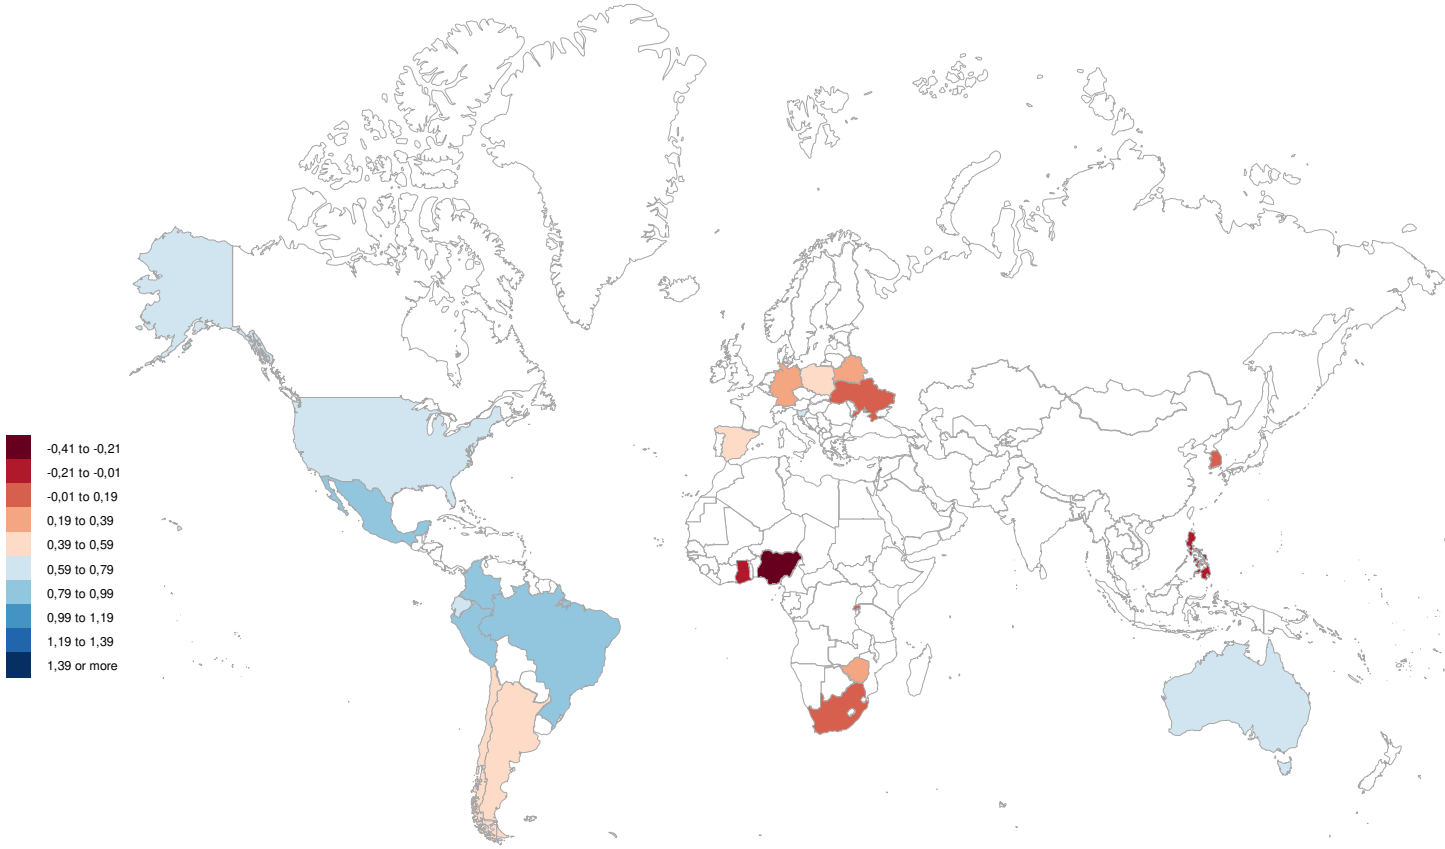 -0,41 to -0,21
-0,21 to -0,01
-0,01 to 0,19
0,19 to 0,39
0,39 to 0,59
0,59 to 0,79
0,79 to 0,99
0,99 to 1,19
1,19 to 1,39
1,39 or more